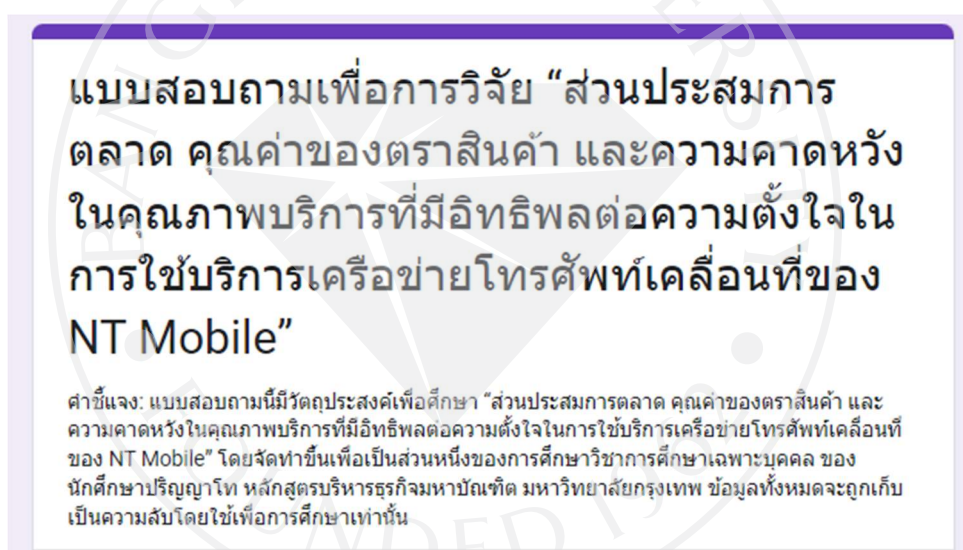 แบบสอบถามเพื่อการวิจัย “ส่วนประสมการ
ตลาด คุณค่าของตราสินค้า และความคาดหวัง
ในคุณภาพบริการที่มีอิทธิพลต่อความตั้งใจใน
การใช้บริการเครือข่ายโทรศัพท์เคลื่อนที่ของ
NT Mobile”
คำชี้แจง: แบบสอบถามนี้มีวัตถุประสงค์เพื่อศึกษา “ส่วนประสมการตลาด คุณค่าของตราสินค้า และ
ความคาดหวังในคุณภาพบริการที่มีอิทธิพลต่อความตั้งใจในการใช้บริการเครือข่ายโทรศัพท์เคลื่อนที่
ของ NT Mobile” โดยจัดทำขึ้นเพื่อเป็นส่วนหนึ่งของการศึกษาวิชาการศึกษาเฉพาะบุคคล ของ
นักศึกษาปริญญาโท หลักสูตรบริหารธุรกิจมหาบัณฑิต มหาวิทยาลัยกรุงเทพ ข้อมูลทั้งหมดจะถูกเก็บ
เป็นความลับโดยใช้เพื่อการศึกษาเท่านั้น